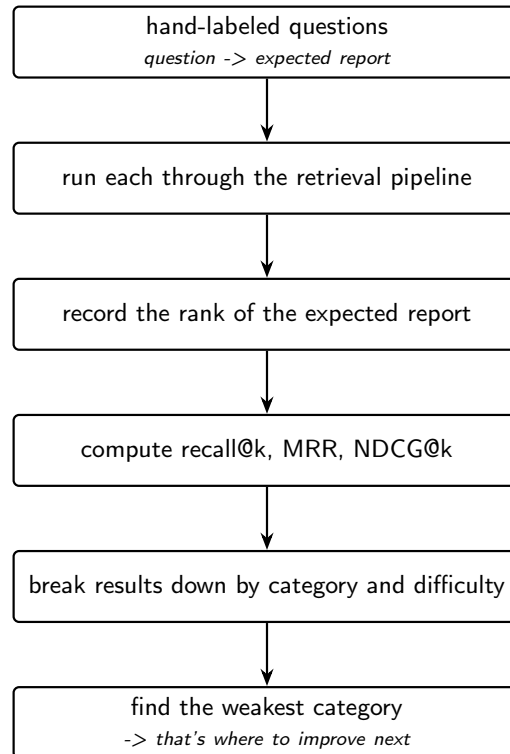 hand-labeled questions
question -> expected report
run each through the retrieval pipeline
record the rank of the expected report
compute recall@k, MRR, NDCG@k
break results down by category and difficulty
find the weakest category
-> that's where to improve next